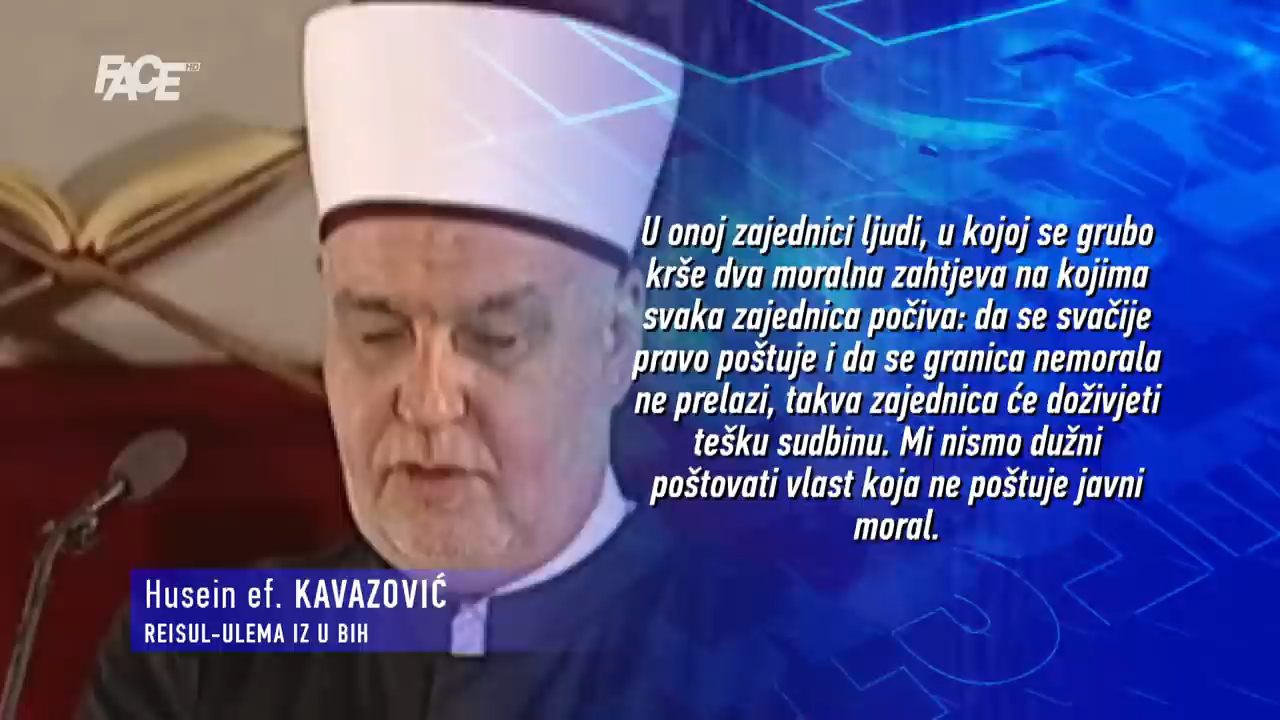 FACE HD
U onoj zajednici ljudi, u kojoj se grubo
krše dva moralna zahtjeva na kojima
svaka zajednica počiva: da se svačije
pravo poštuje i da se granica nemorala
ne prelazi, takva zajednica će doživjeti
tešku sudbinu. Mi nismo dužni
poštovati vlast koja ne poštuje javni
moral.
Husein ef. KAVAZOVIĆ
REISUL-ULEMA IZ U BIH